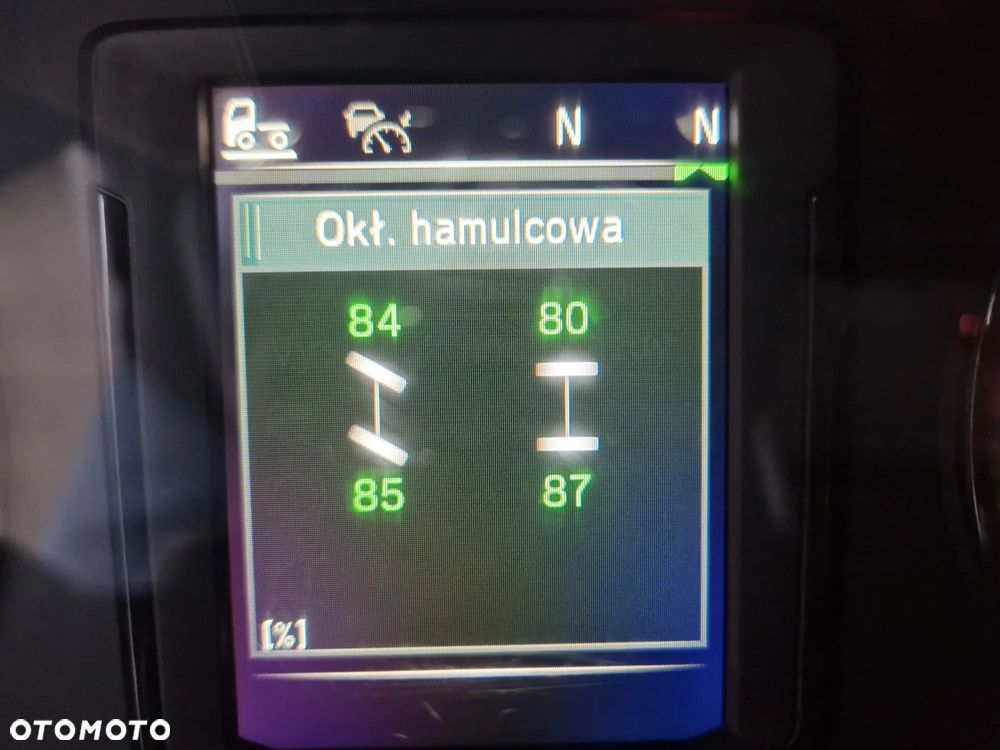 N N
Okł. hamulcowa
84 80
85 87
[%]
OTOMOTO